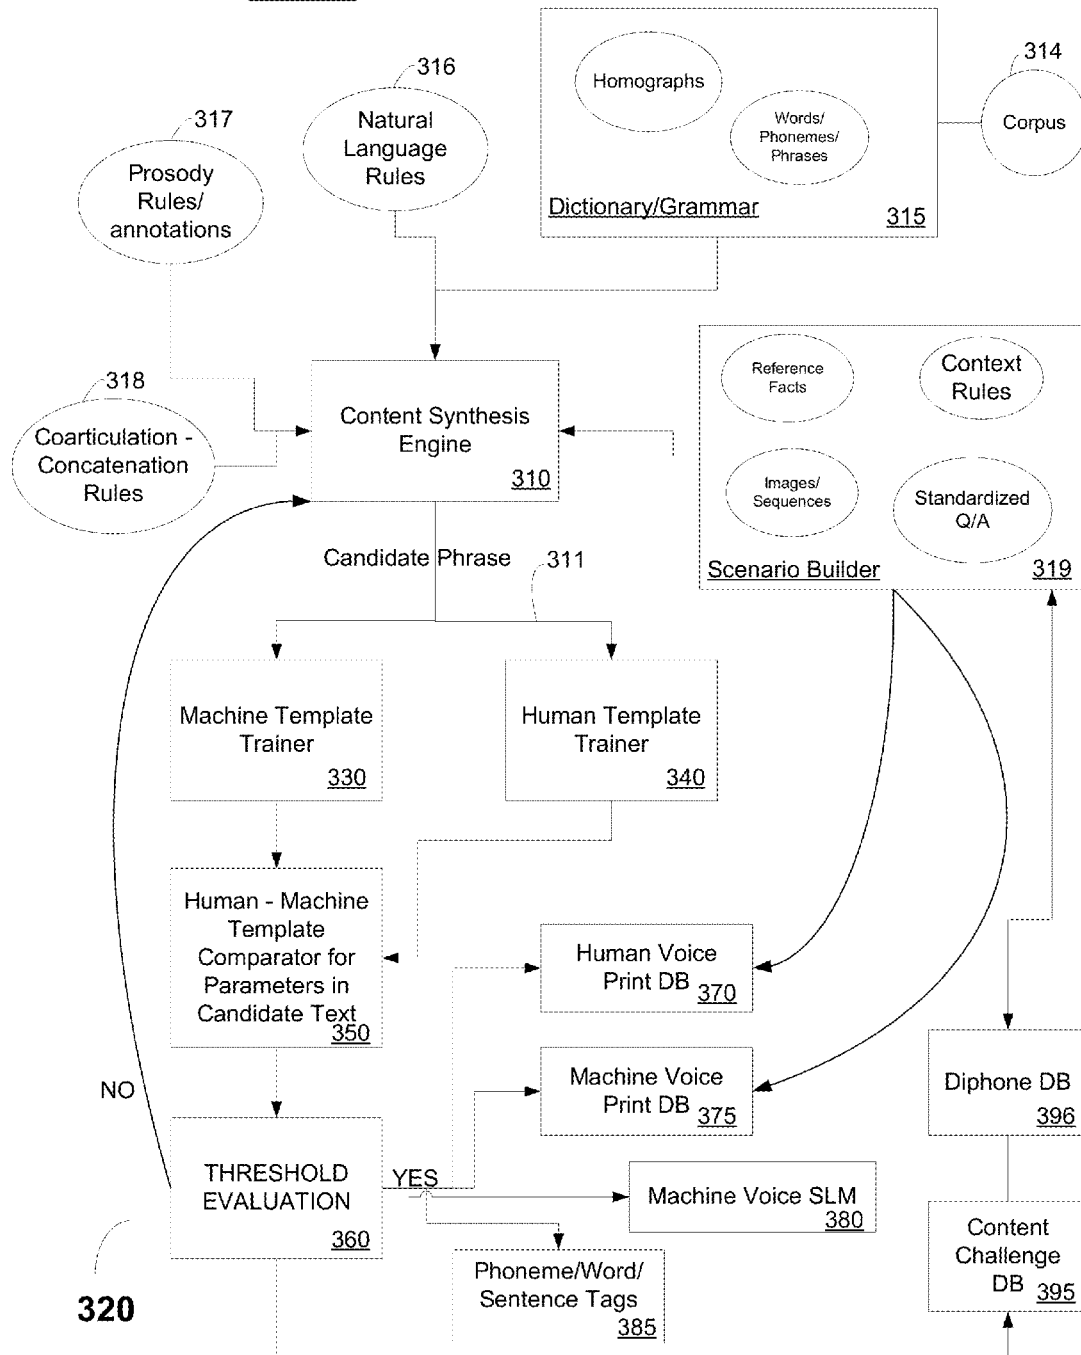 314
316
317
Homographs
Words/
Phonemes/
Phrases
Corpus
Natural
Language
Rules
Prosody
Rules/
annotations
Dictionary/Grammar
315
318
Reference
Facts
Context
Rules
Content Synthesis
Engine
310
Coarticulation -
Concatenation
Rules
Images/
Sequences
Standardized
Q/A
Scenario Builder
319
Candidate Phrase
311
Machine Template
Trainer
330
Human Template
Trainer
340
Human - Machine
Template
Comparator for
Parameters in
Candidate Text
350
Human Voice
Print DB
370
Machine Voice
Print DB
375
Diphone DB
396
NO
THRESHOLD
EVALUATION
360
YES
Machine Voice SLM
380
Content
Challenge
DB
395
Phoneme/Word/
Sentence Tags
385
320